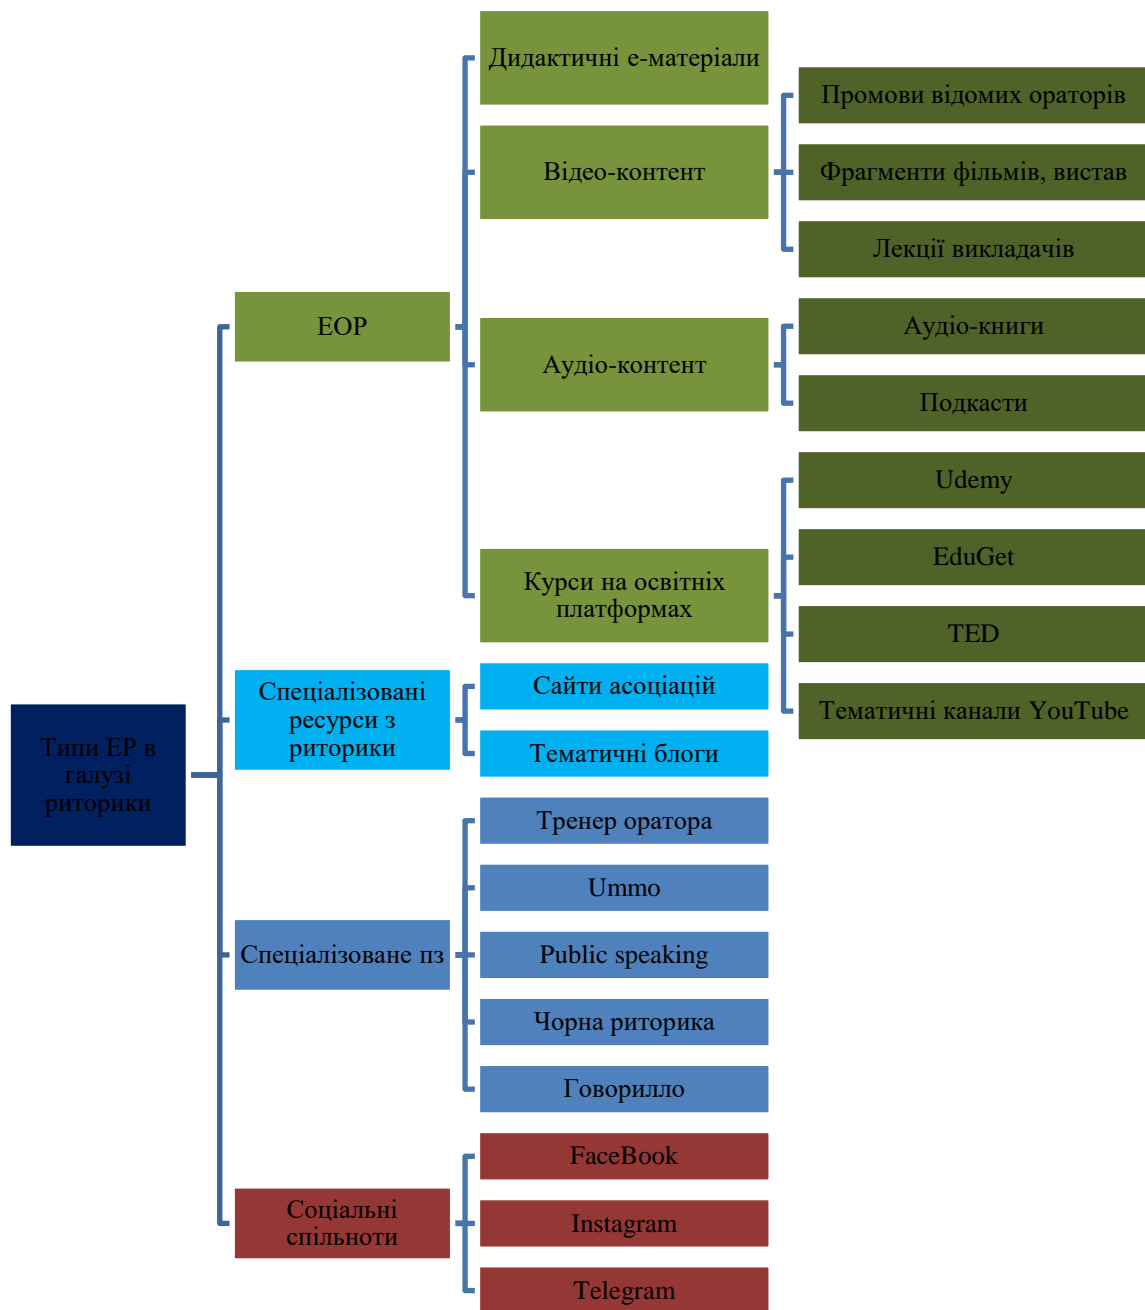 Типи ЕР в
галузі
риторики
ЕОР
Дидактичні е-матеріали
Відео-контент
Промови відомих ораторів
Фрагменти фільмів, вистав
Лекції викладачів
Аудіо-контент
Аудіо-книги
Подкасти
Курси на освітніх
платформах
Udemy
EduGet
TED
Тематичні канали YouTube
Спеціалізовані
ресурси з
риторики
Сайти асоціацій
Тематичні блоги
Спеціалізоване пз
Тренер оратора
Ummo
Public speaking
Чорна риторика
Говорилло
Соціальні
спільноти
FaceBook
Instagram
Telegram